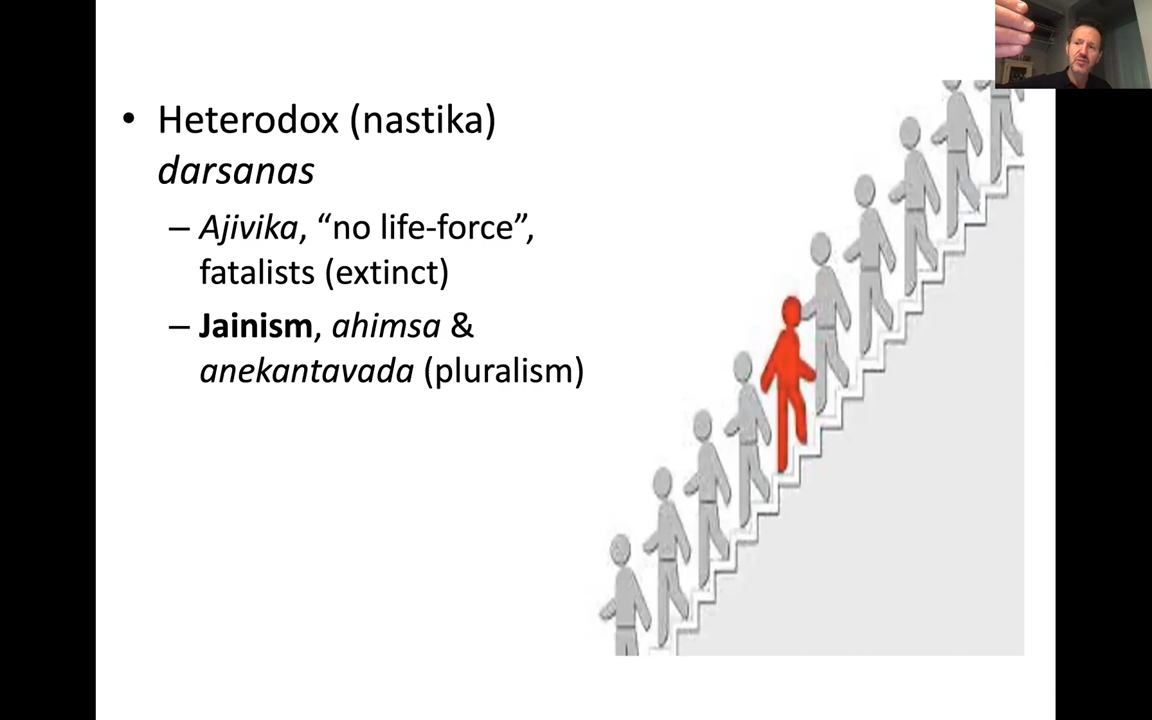 • Heterodox (nastika)
darsanas
– Ajivika, “no life-force”,
fatalists (extinct)
– Jainism, ahimsa &
anekantavada (pluralism)